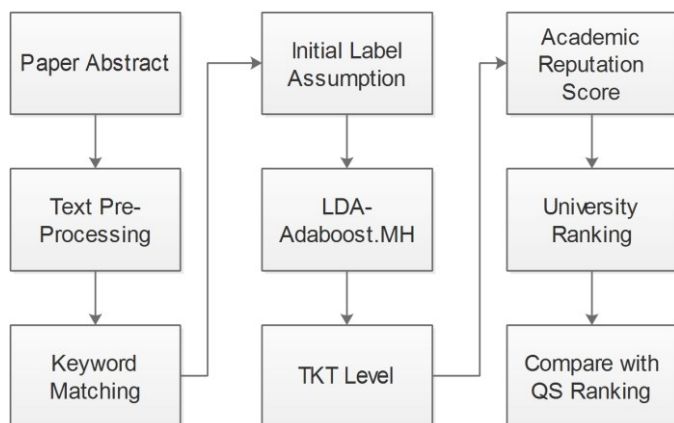 Paper Abstract
Text Pre-
Processing
Keyword
Matching
Initial Label
Assumption
LDA-
Adaboost.MH
TKT Level
Academic
Reputation
Score
University
Ranking
Compare with
QS Ranking